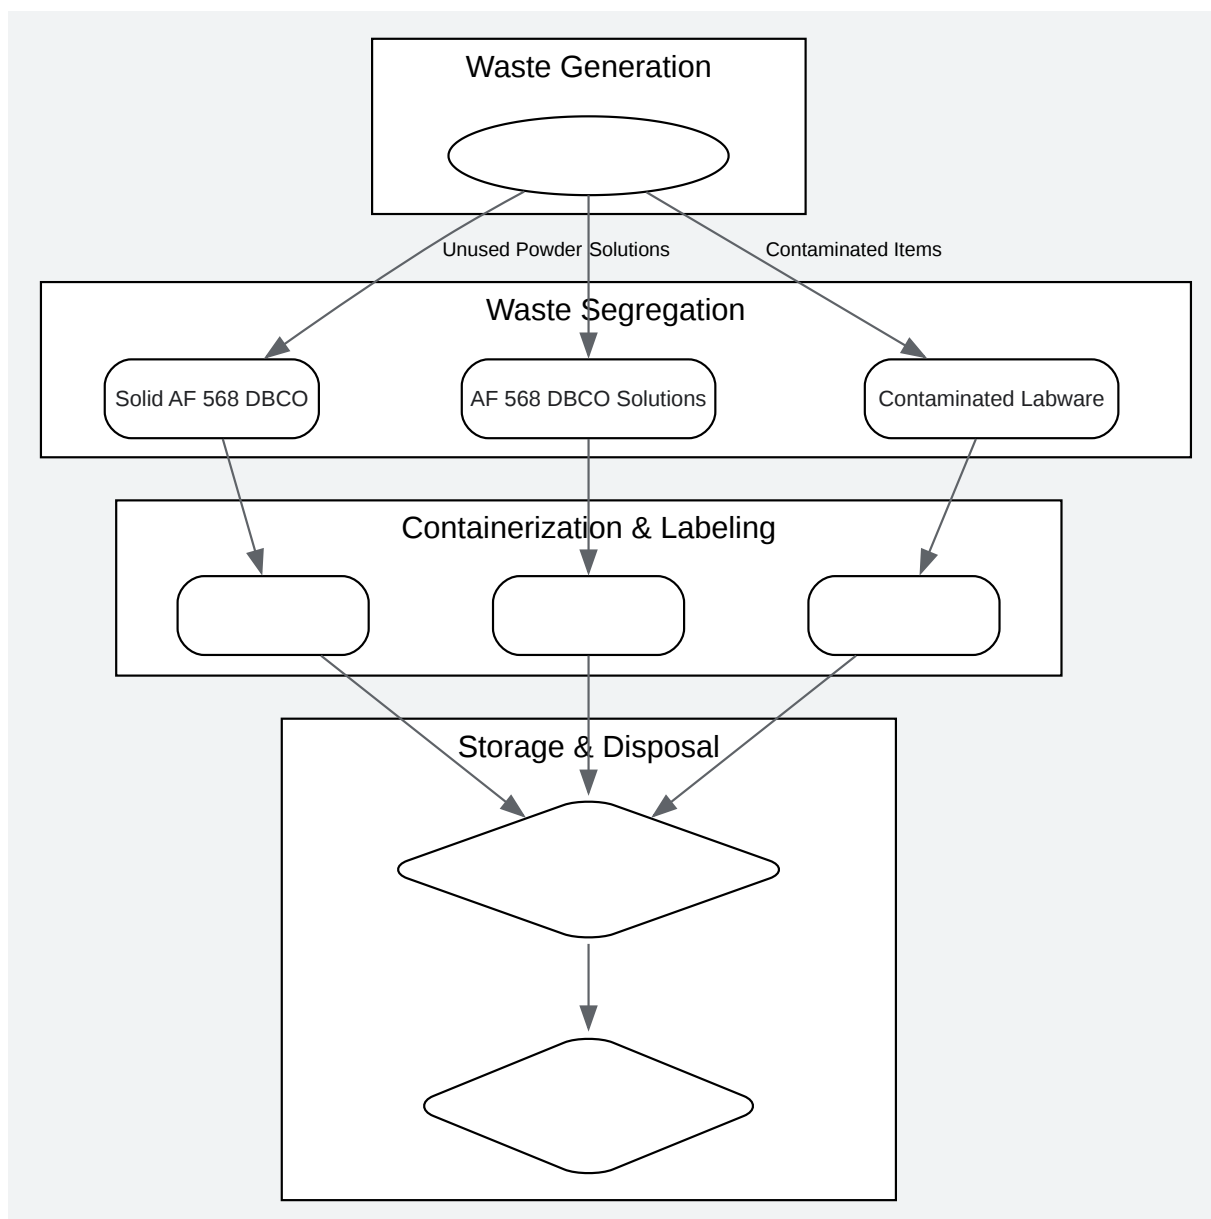 Waste Generation
Unused Powder
Solutions
Contaminated Items
Waste Segregation
Solid AF 568 DBCO
AF 568 DBCO Solutions
Contaminated Labware
Containerization & Labeling
Storage & Disposal